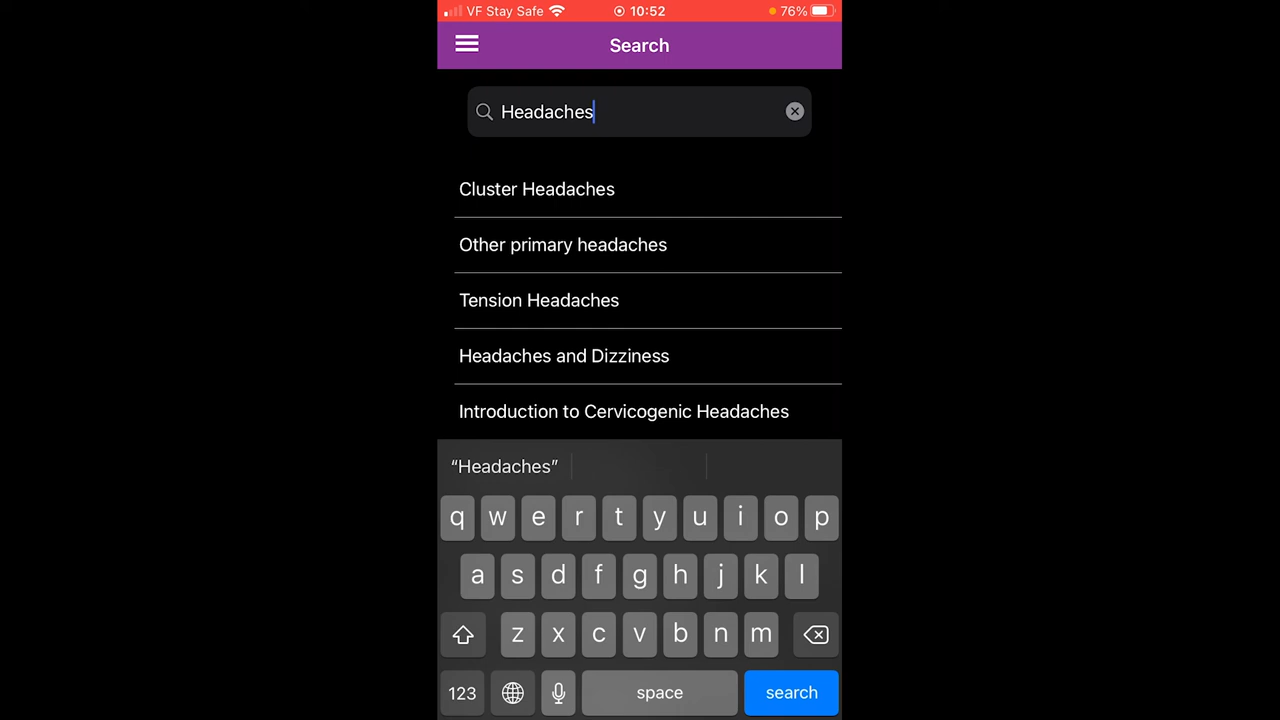 VF Stay Safe 10:52 76%
Search
Headaches
Cluster Headaches
Other primary headaches
Tension Headaches
Headaches and Dizziness
Introduction to Cervicogenic Headaches
“Headaches”
q w e r t y u i o p
a s d f g h j k l
z x c v b n m
123 space search